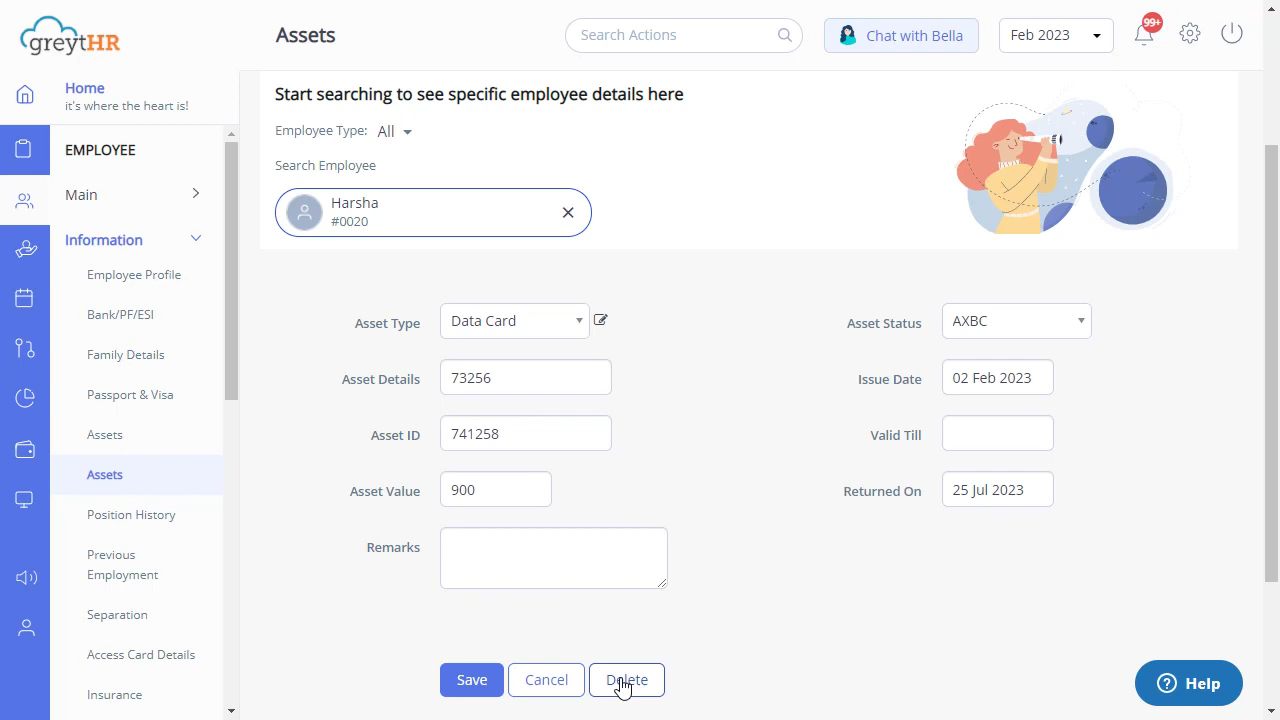 greytHR
Assets
Search Actions
Chat with Bella
Feb 2023
99+
Home
it's where the heart is!
EMPLOYEE
Main
Information
Employee Profile
Bank/PF/ESI
Family Details
Passport & Visa
Assets
Assets
Position History
Previous
Employment
Separation
Access Card Details
Insurance
Start searching to see specific employee details here
Employee Type: All
Search Employee
#Harsha
#0020
Asset Type Data Card
Asset Status AXBC
Asset Details 73256
Issue Date 02 Feb 2023
Asset ID 741258
Valid Till
Asset Value 900
Returned On 25 Jul 2023
Remarks
Save Cancel Delete
Help